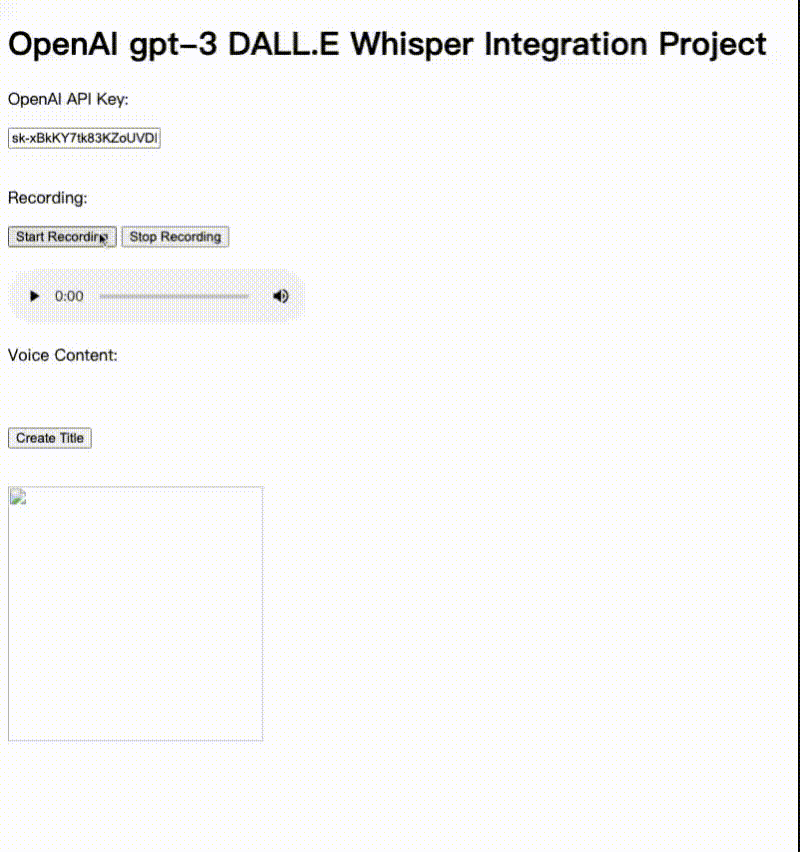 OpenAI gpt-3 DALL.E Whisper Integration Project
OpenAI API Key:
sk-xBkKY7tk83KZoUVD
Recording:
Start Recording Stop Recording
0:00
Voice Content:
Create Title